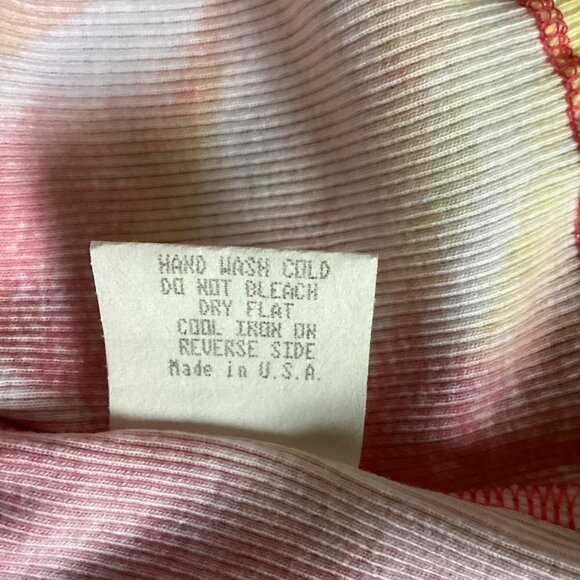 HAND WASH COLD
DO NOT BLEACH
DRY FLAT
COOL IRON ON
REVERSE SIDE
Made in U.S.A.